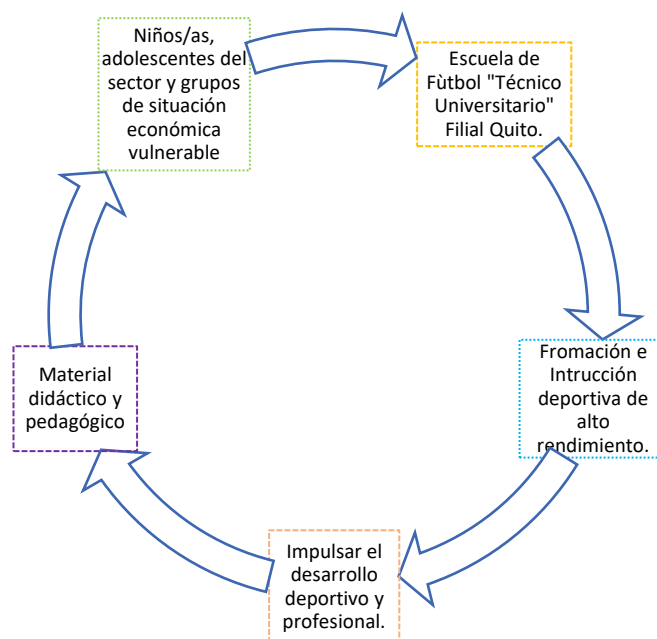 Niños/as,
adolescentes del
sector y grupos
de situación
económica
vulnerable
Escuela de
Fùtbol "Técnico
Universitario"
Filial Quito.
Fromación e
Intrucción
deportiva de
alto
rendimiento.
Impulsar el
desarrollo
deportivo y
profesional.
Material
didáctico y
pedagógico